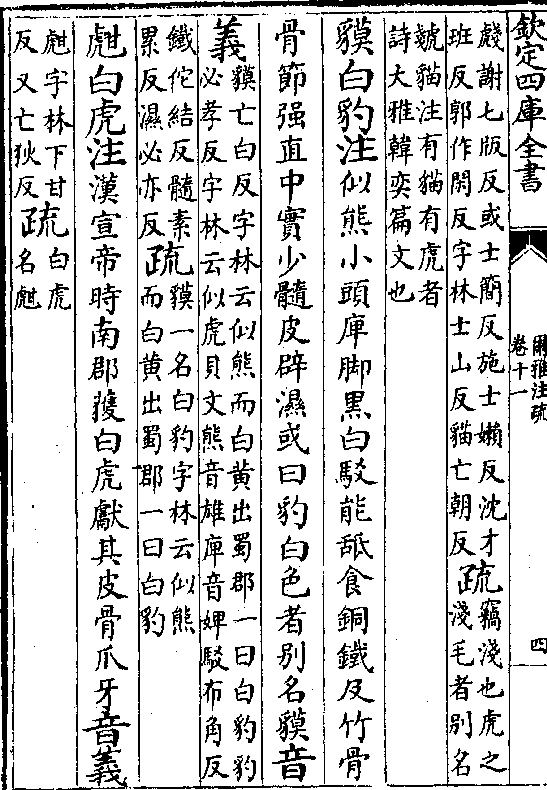 欽定四庫全書
爾雅注疏
卷十一
四
虥謝七版反或士簡反施士嬾反沈才
班反郭作閑反字林士山反貓亡朝反
疏
竊淺也虎之
淺毛者别名
虦貓注有貓有虎者
詩大雅韓奕篇文也
貘白豹注似熊小頭庳脚黒白駁能舐食銅鐵及竹骨
骨節强直中實少髓皮辟濕或曰豹白色者别名貘音
義
貘亡白反字林云似熊而白黄出蜀郡一曰白豹豹
必孝反字林云似虎貝文熊音雄庳音婢駁布角反
鐵佗結反髓素
累反濕必亦反
疏
貘一名白豹字林云似熊
而白黄出蜀郡一曰白豹
甝白虎注漢宣帝時南郡獲白虎獻其皮骨爪牙音義
甝字林下甘
反又亡狄反
疏
白虎
名甝